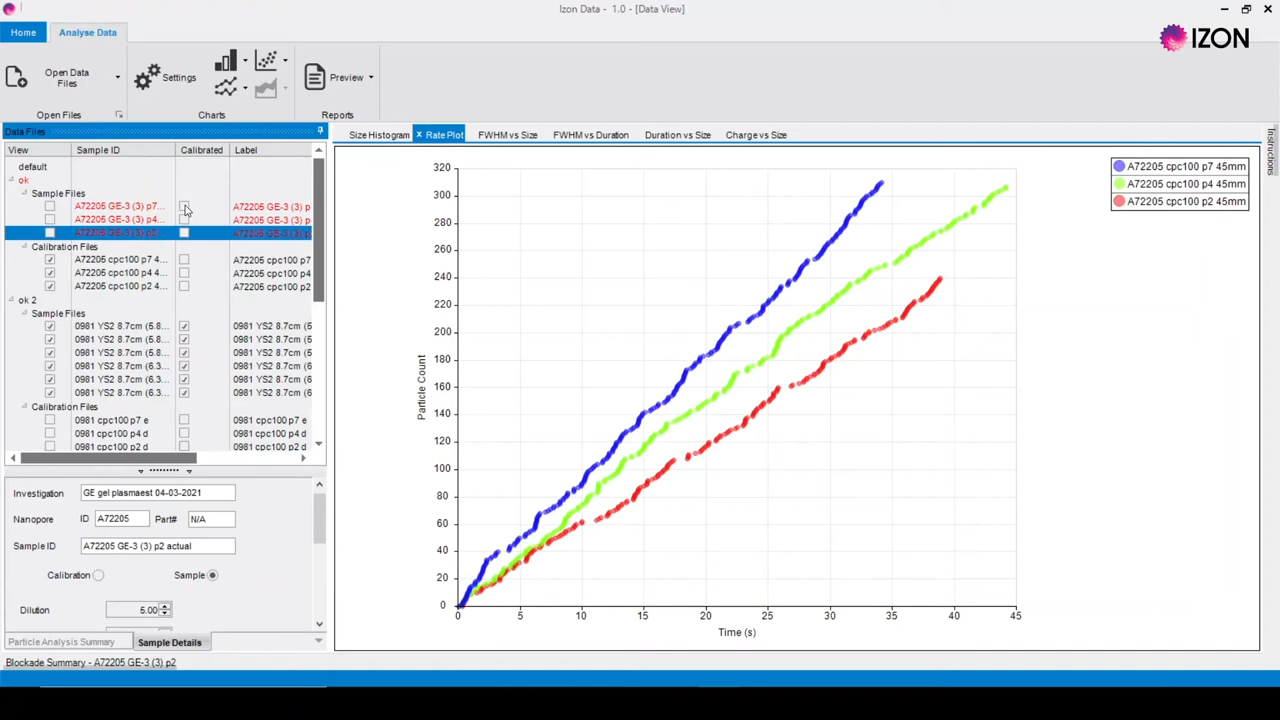 Izon Data - 1.0 - [Data View]
Home
Analyse Data
IZON
Open Data
Files
Settings
Preview
Open Files
Charts
Reports
Data Files
View
Sample ID
Calibrated
Label
default
ok
Sample Files
A72205 GE-3 (3) p7...
A72205 GE-3 (3) p
A72205 GE-3 (3) p4...
A72205 GE-3 (3) p
A72205 GE-3 (3) p2
A72205 GE-3 (3) p
Calibration Files
A72205 cpc100 p7 4...
A72205 cpc100 p7
A72205 cpc100 p4 4...
A72205 cpc100 p4
A72205 cpc100 p2 4...
A72205 cpc100 p2
ok 2
Sample Files
0981 YS2 8.7cm (5.8...
0981 YS2 8.7cm (5
0981 YS2 8.7cm (5.8...
0981 YS2 8.7cm (5
0981 YS2 8.7cm (5.8...
0981 YS2 8.7cm (5
0981 YS2 8.7cm (6.3...
0981 YS2 8.7cm (6
0981 YS2 8.7cm (6.3...
0981 YS2 8.7cm (6
Calibration Files
0981 cpc100 p7 e
0981 cpc100 p7 e
0981 cpc100 p4 d
0981 cpc100 p4 d
0981 cpc100 p2 d
0981 cpc100 p2 d
Investigation
GE gel plasmaest 04-03-2021
Nanopore
ID
A72205
Part#
N/A
Sample ID
A72205 GE-3 (3) p2 actual
Calibration
Sample
Dilution
5.00
Particle Analysis Summary
Sample Details
Blockade Summary - A72205 GE-3 (3) p2
Size Histogram
x Rate Plot
FWHM vs Size
FWHM vs Duration
Duration vs Size
Charge vs Size
Instructions
A72205 cpc100 p7 45mm
A72205 cpc100 p4 45mm
A72205 cpc100 p2 45mm
Particle Count
320
300
280
260
240
220
200
180
160
140
120
100
80
60
40
20
0
0
5
10
15
20
25
30
35
40
45
Time (s)